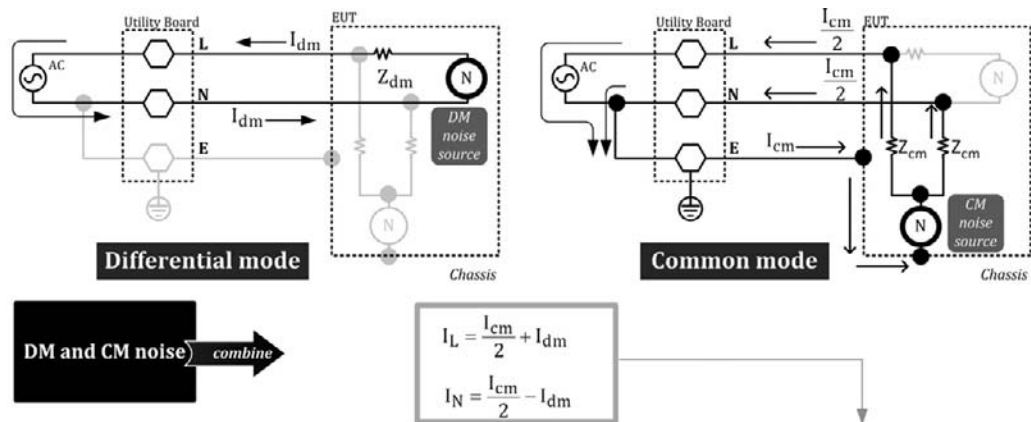 Utility Board
EUT
L
I_dm
AC
Z_dm
N
N
I_dm
DM
noise
source
E
N
Differential mode
Chassis
Utility Board
EUT
I_cm/2
L
AC
N
I_cm/2
N
E
I_cm
Z_cm
Z_cm
N
CM
noise
source
Common mode
Chassis
DM and CM noise
combine
I_L = I_cm/2 + I_dm
I_N = I_cm/2 - I_dm